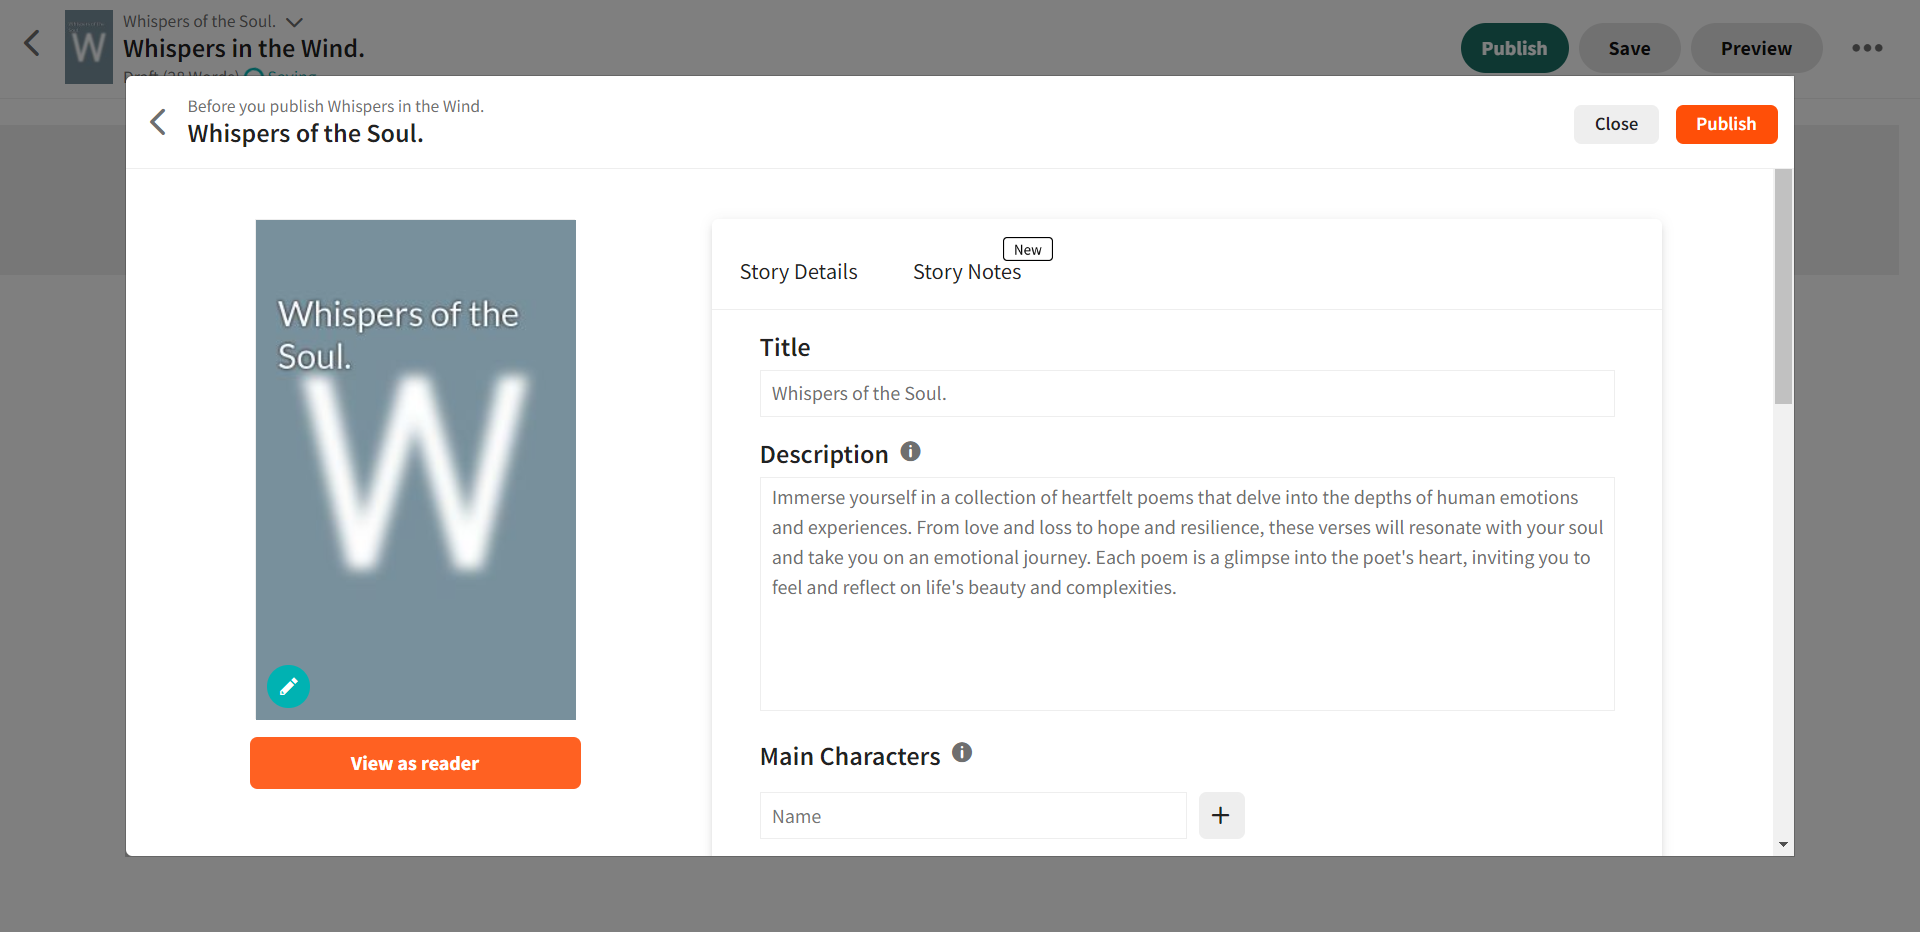 Whispers of the Soul.
Whispers in the Wind.
Publish
Save
Preview
W
Before you publish Whispers in the Wind.
Whispers of the Soul.
Close
Publish
Whispers of the
Soul.
W
View as reader
New
Story Details
Story Notes
Title
Whispers of the Soul.
Description
Immerse yourself in a collection of heartfelt poems that delve into the depths of human emotions
and experiences. From love and loss to hope and resilience, these verses will resonate with your soul
and take you on an emotional journey. Each poem is a glimpse into the poet's heart, inviting you to
feel and reflect on life's beauty and complexities.
Main Characters
Name